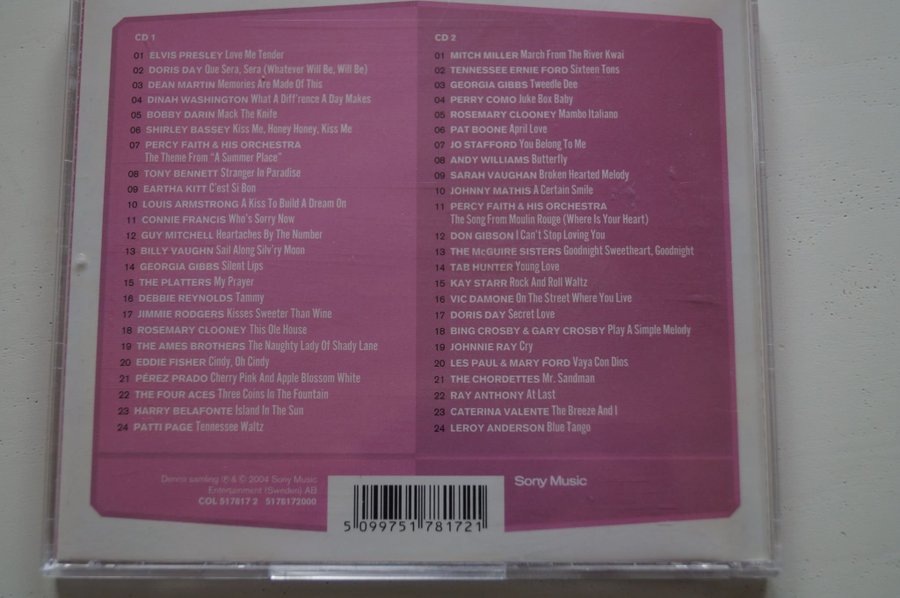 CD 1
01 ELVIS PRESLEY Love Me Tender
02 DORIS DAY Que Sera, Sera (Whatever Will Be, Will Be)
03 DEAN MARTIN Memories Are Made Of This
04 DINAH WASHINGTON What A Diff'rence A Day Makes
05 BOBBY DARIN Mack The Knife
06 SHIRLEY BASSEY Kiss Me, Honey Honey, Kiss Me
07 PERCY FAITH & HIS ORCHESTRA
The Theme From "A Summer Place"
08 TONY BENNETT Stranger In Paradise
09 EARTHA KITT C'est Si Bon
10 LOUIS ARMSTRONG A Kiss To Build A Dream On
11 CONNIE FRANCIS Who's Sorry Now
12 GUY MITCHELL Heartaches By The Number
13 BILLY VAUGHN Sail Along Silv'ry Moon
14 GEORGIA GIBBS Silent Lips
15 THE PLATTERS My Prayer
16 DEBBIE REYNOLDS Tammy
17 JIMMIE RODGERS Kisses Sweeter Than Wine
18 ROSEMARY CLOONEY This Ole House
19 THE AMES BROTHERS The Naughty Lady Of Shady Lane
20 EDDIE FISHER Cindy, Oh Cindy
21 PÉREZ PRADO Cherry Pink And Apple Blossom White
22 THE FOUR ACES Three Coins In The Fountain
23 HARRY BELAFONTE Island In The Sun
24 PATTI PAGE Tennessee Waltz
CD 2
01 MITCH MILLER March From The River Kwai
02 TENNESSEE ERNIE FORD Sixteen Tons
03 GEORGIA GIBBS Tweedle Dee
04 PERRY COMO Juke Box Baby
05 ROSEMARY CLOONEY Mambo Italiano
06 PAT BOONE April Love
07 JO STAFFORD You Belong To Me
08 ANDY WILLIAMS Butterfly
09 SARAH VAUGHAN Broken Hearted Melody
10 JOHNNY MATHIS A Certain Smile
11 PERCY FAITH & HIS ORCHESTRA
The Song From Moulin Rouge (Where Is Your Heart)
12 DON GIBSON I Can't Stop Loving You
13 THE McGUIRE SISTERS Goodnight Sweetheart, Goodnight
14 TAB HUNTER Young Love
15 KAY STARR Rock And Roll Waltz
16 VIC DAMONE On The Street Where You Live
17 DORIS DAY Secret Love
18 BING CROSBY & GARY CROSBY Play A Simple Melody
19 JOHNNIE RAY Cry
20 LES PAUL & MARY FORD Vaya Con Dios
21 THE CHORDETTES Mr. Sandman
22 RAY ANTHONY At Last
23 CATERINA VALENTE The Breeze And I
24 LEROY ANDERSON Blue Tango
Denna samling ℗ & © 2004 Sony Music
Entertainment (Sweden) AB
COL 517817 2 5178172000
5 099751 781721
Sony Music